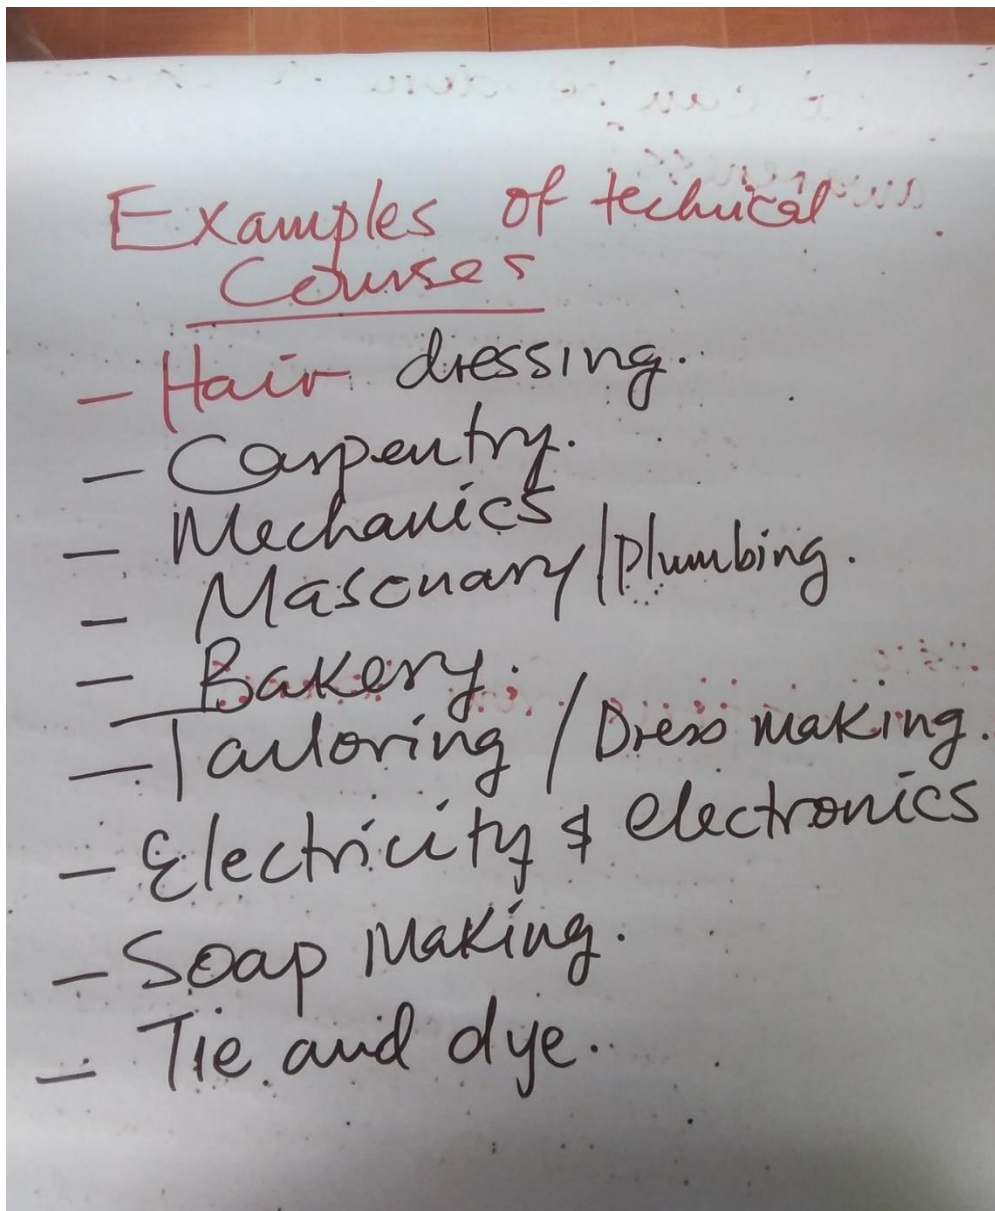 Examples of technical
Courses
- Hair dressing.
- Carpentry.
- Mechanics
- Masonary/Plumbing.
- Bakery.
- Tailoring / Dress making.
- Electricity & electronics
- Soap Making.
- Tie and dye.